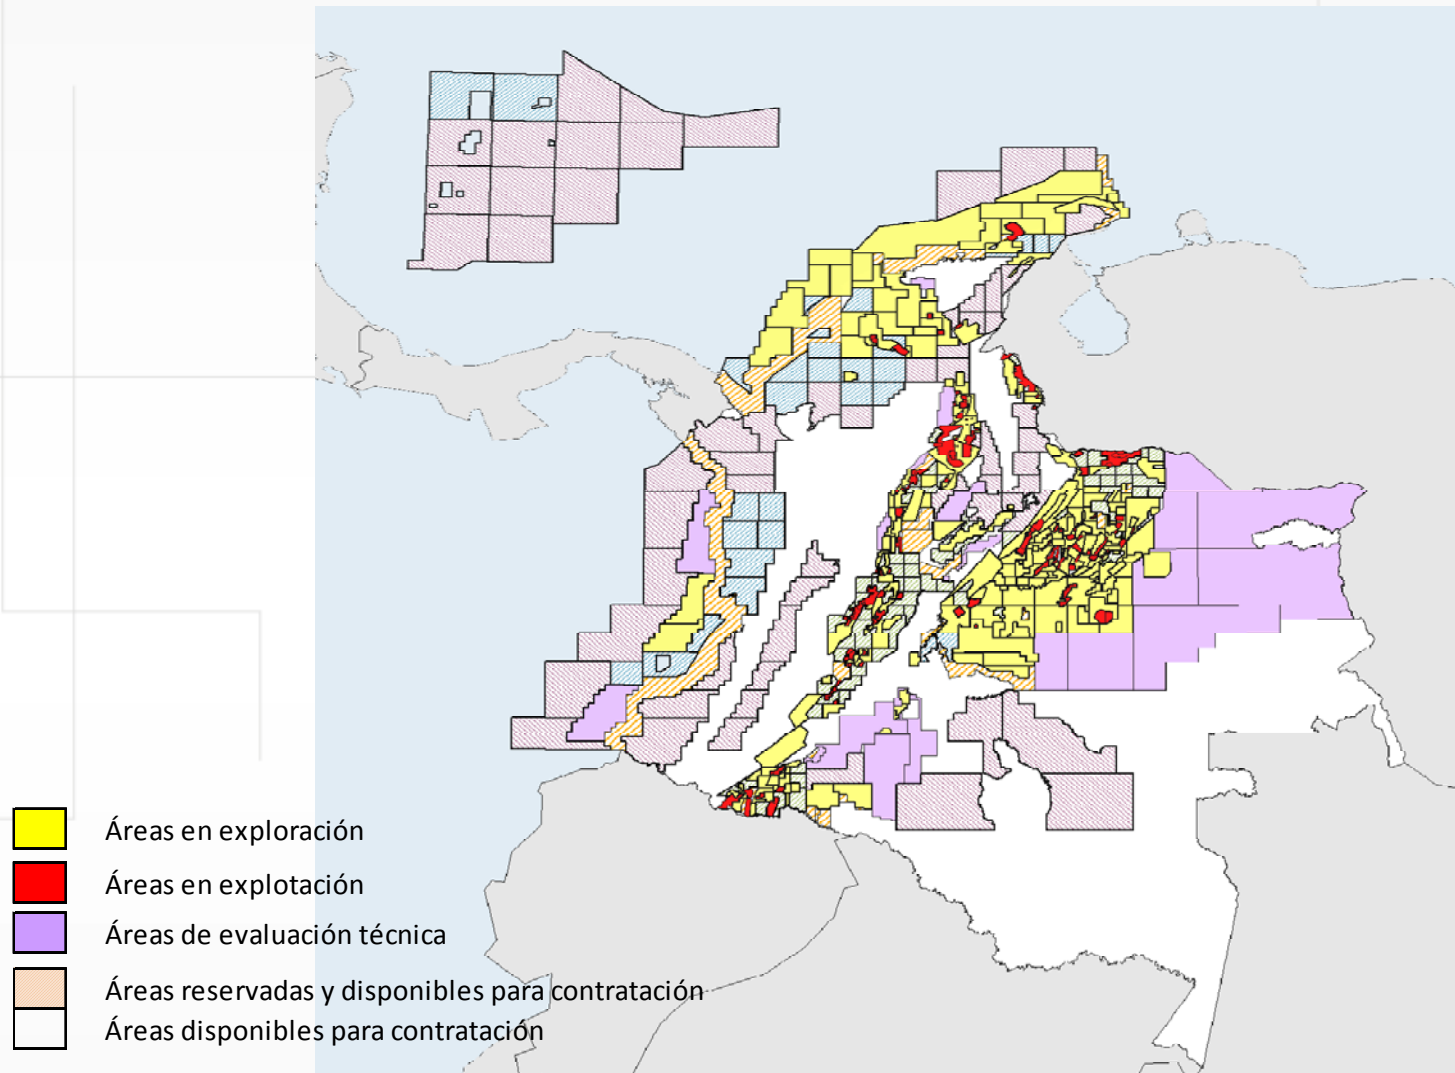 Áreas en exploración
Áreas en explotación
Áreas de evaluación técnica
Áreas reservadas y disponibles para contratación
Áreas disponibles para contratación